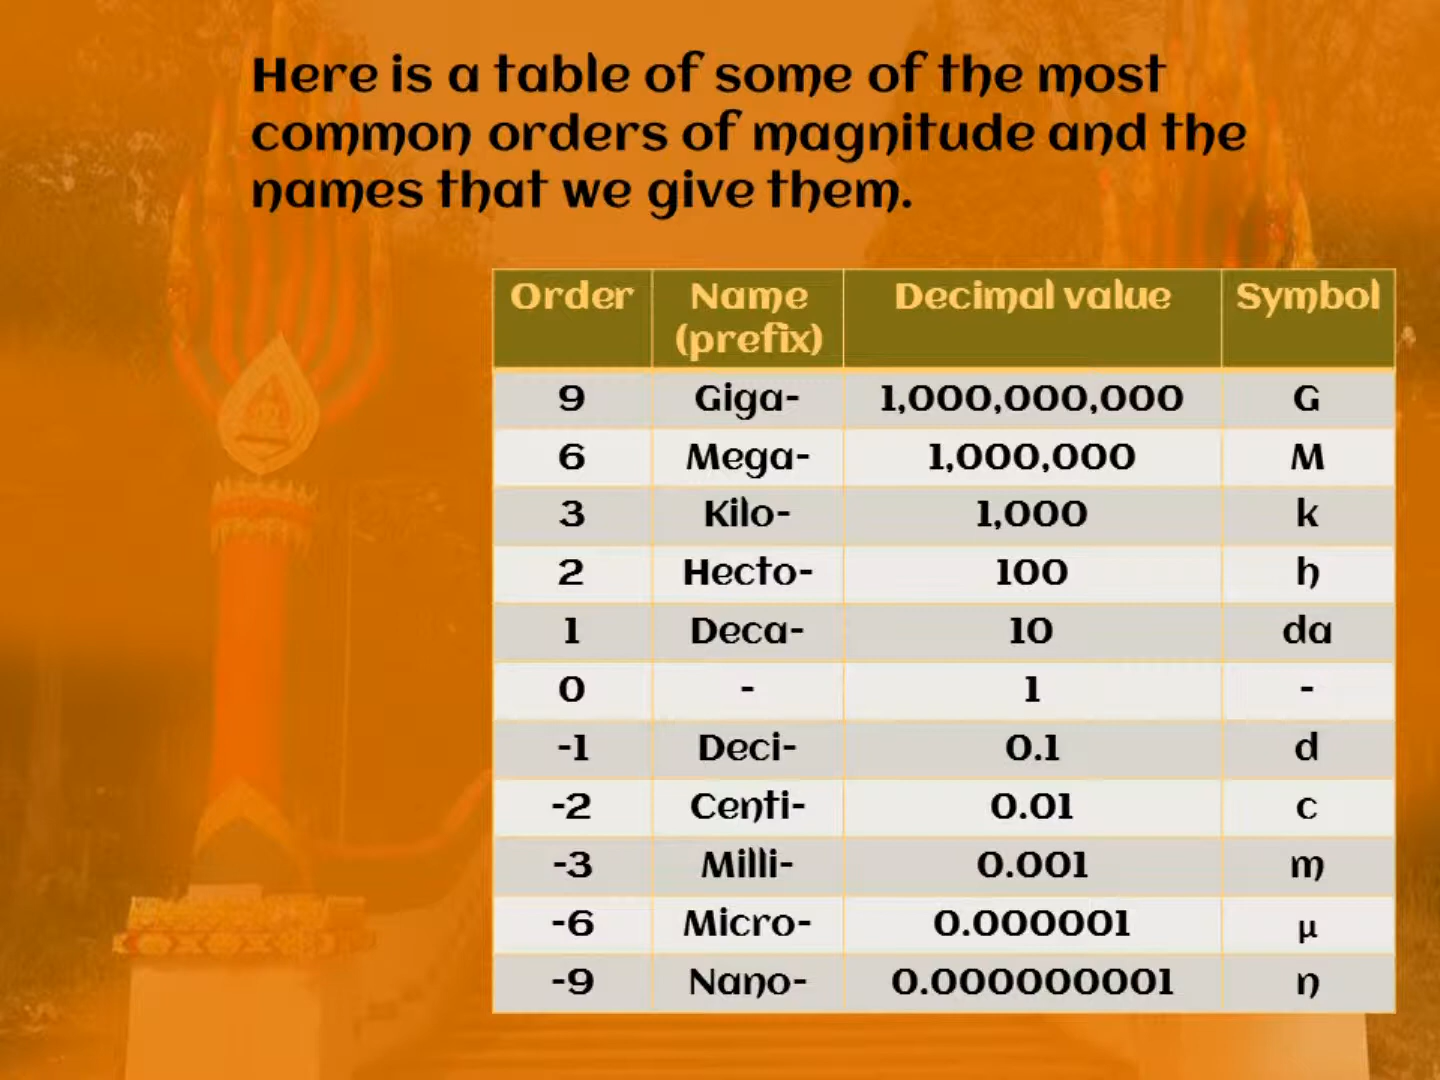 Here is a table of some of the most
common orders of magnitude and the
names that we give them.
Order Name (prefix) Decimal value Symbol
9 Giga- 1,000,000,000 G
6 Mega- 1,000,000 M
3 Kilo- 1,000 k
2 Hecto- 100 h
1 Deca- 10 da
0 - 1 -
-1 Deci- 0.1 d
-2 Centi- 0.01 c
-3 Milli- 0.001 m
-6 Micro- 0.000001 µ
-9 Nano- 0.000000001 n